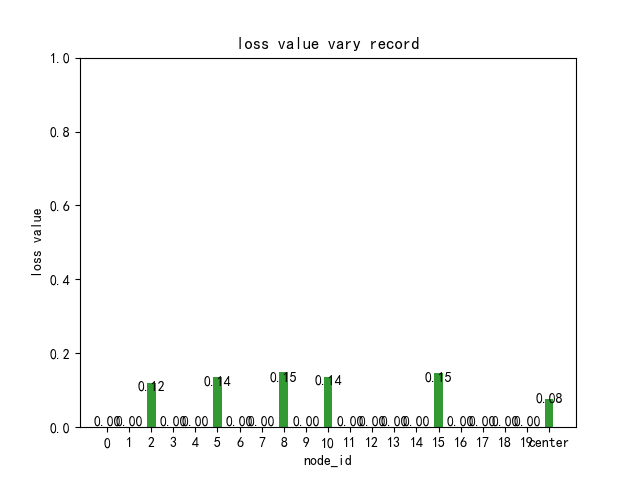 loss value vary record
1.0
0.8
0.6
0.4
0.2
0.0
loss value
0.00 0.00 0.12 0.00 0.00 0.14 0.00 0.00 0.15 0.00 0.14 0.00 0.00 0.00 0.00 0.15 0.00 0.00 0.00 0.00 0.08
0 1 2 3 4 5 6 7 8 9 10 11 12 13 14 15 16 17 18 19 center
node_id